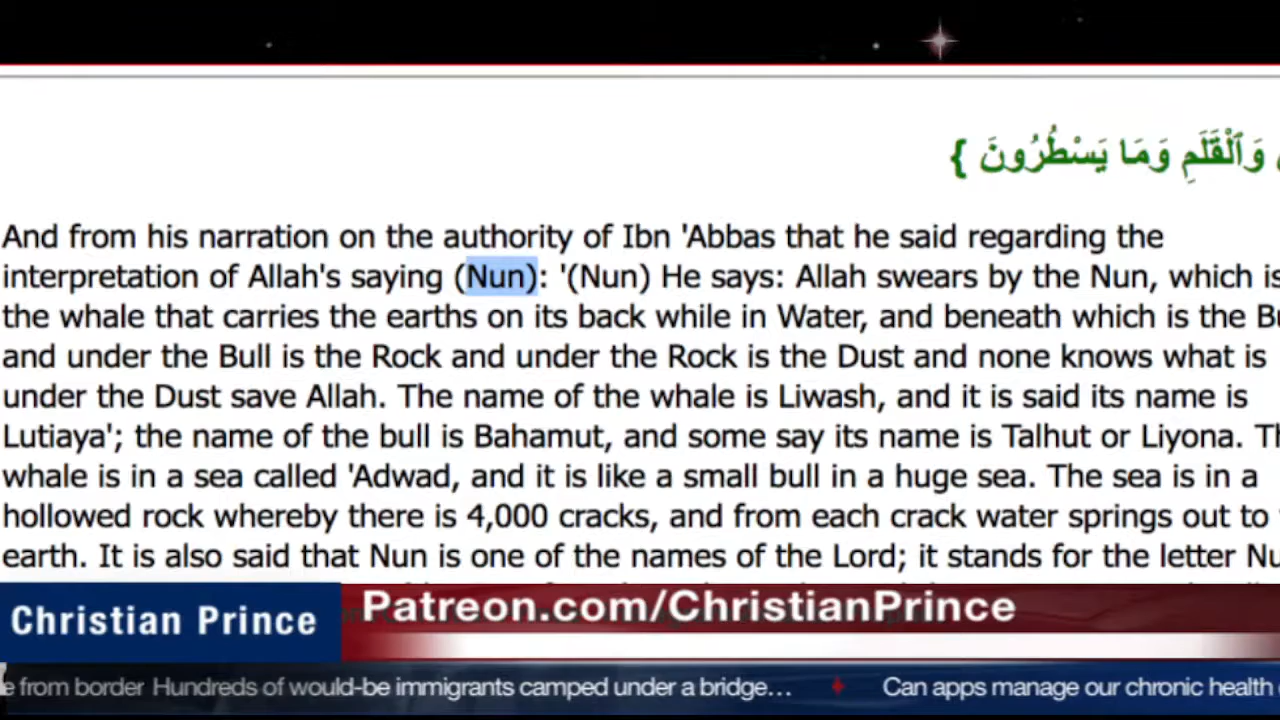 وَٱلْقَلَمِ وَمَا يَسْطُرُونَ }
And from his narration on the authority of Ibn 'Abbas that he said regarding the
interpretation of Allah's saying (Nun): '(Nun) He says: Allah swears by the Nun, which is
the whale that carries the earths on its back while in Water, and beneath which is the
and under the Bull is the Rock and under the Rock is the Dust and none knows what is
under the Dust save Allah. The name of the whale is Liwash, and it is said its name is
Lutiaya'; the name of the bull is Bahamut, and some say its name is Talhut or Liyona.
whale is in a sea called 'Adwad, and it is like a small bull in a huge sea. The sea is in a
hollowed rock whereby there is 4,000 cracks, and from each crack water springs out to
earth. It is also said that Nun is one of the names of the Lord; it stands for the letter
Christian Prince
Patreon.com/ChristianPrince
e from border Hundreds of would-be immigrants camped under a bridge... Can apps manage our chronic health